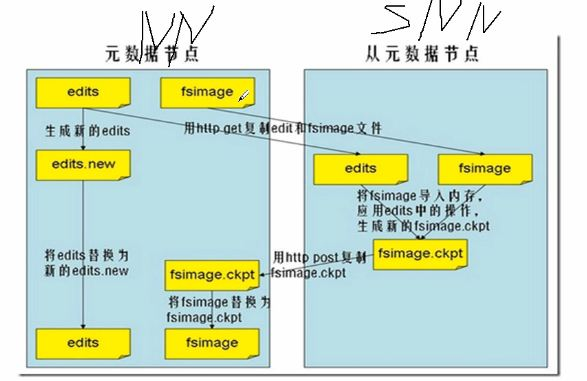 NN
SNN
元数据节点
从元数据节点
edits
fsimage
生成新的edits
用http get复制edit和fsimage文件
edits.new
edits
fsimage
将fsimage导入内存，
应用edits中的操作，
生成新的fsimage.ckpt
将edits替换为
新的edits.new
fsimage.ckpt
用http post复制
fsimage.ckpt
fsimage.ckpt
将fsimage替换为
fsimage.ckpt
edits
fsimage